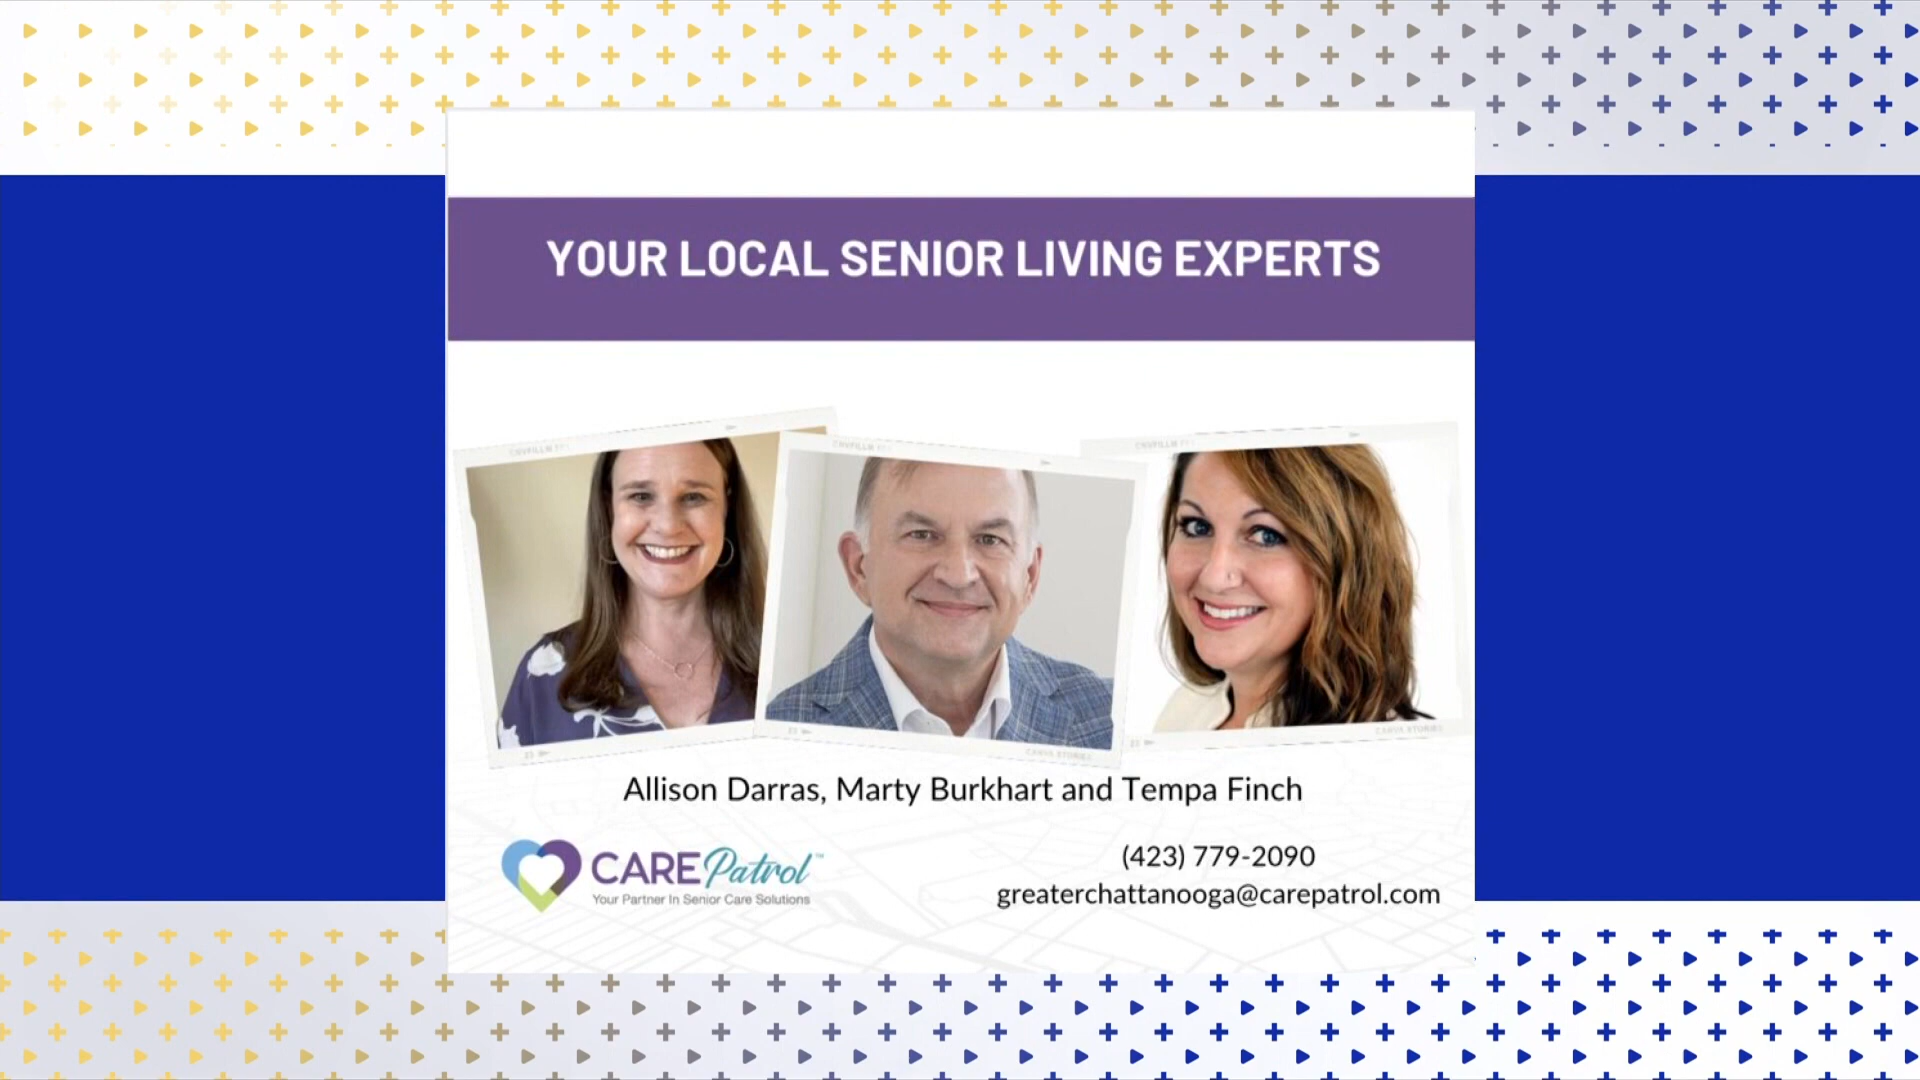 YOUR LOCAL SENIOR LIVING EXPERTS
Allison Darras, Marty Burkhart and Tempa Finch
CARE Patrol™
Your Partner In Senior Care Solutions
(423) 779-2090
greaterchattanooga@carepatrol.com